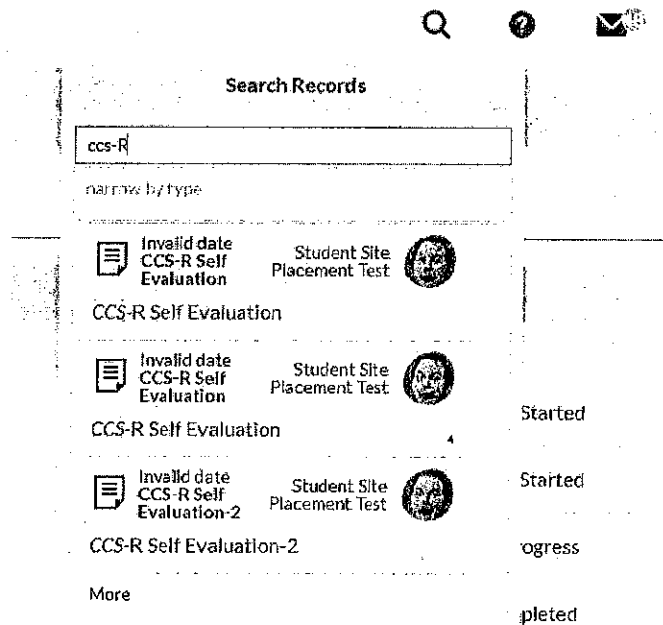 Search Records
ccs-R
narrow by type
Invalid date
CCS-R Self
Evaluation
Student Site
Placement Test
CCS-R Self Evaluation
Invalid date
CCS-R Self
Evaluation
Student Site
Placement Test
CCS-R Self Evaluation
Started
Invalid date
CCS-R Self
Evaluation-2
Student Site
Placement Test
Started
CCS-R Self Evaluation-2
ogress
More
pleted